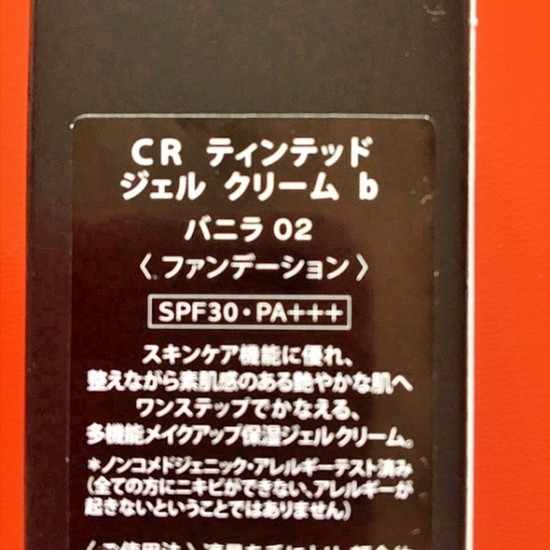 CR ティンテッド
ジェル クリーム b
バニラ 02
〈ファンデーション〉
SPF30・PA+++
スキンケア機能に優れ、
整えながら素肌感のある艶やかな肌へ
ワンステップでかなえる、
多機能メイクアップ保湿ジェルクリーム。
*ノンコメドジェニック・アレルギーテスト済み
(全ての方にニキビができない、アレルギーが
起きないということではありません)